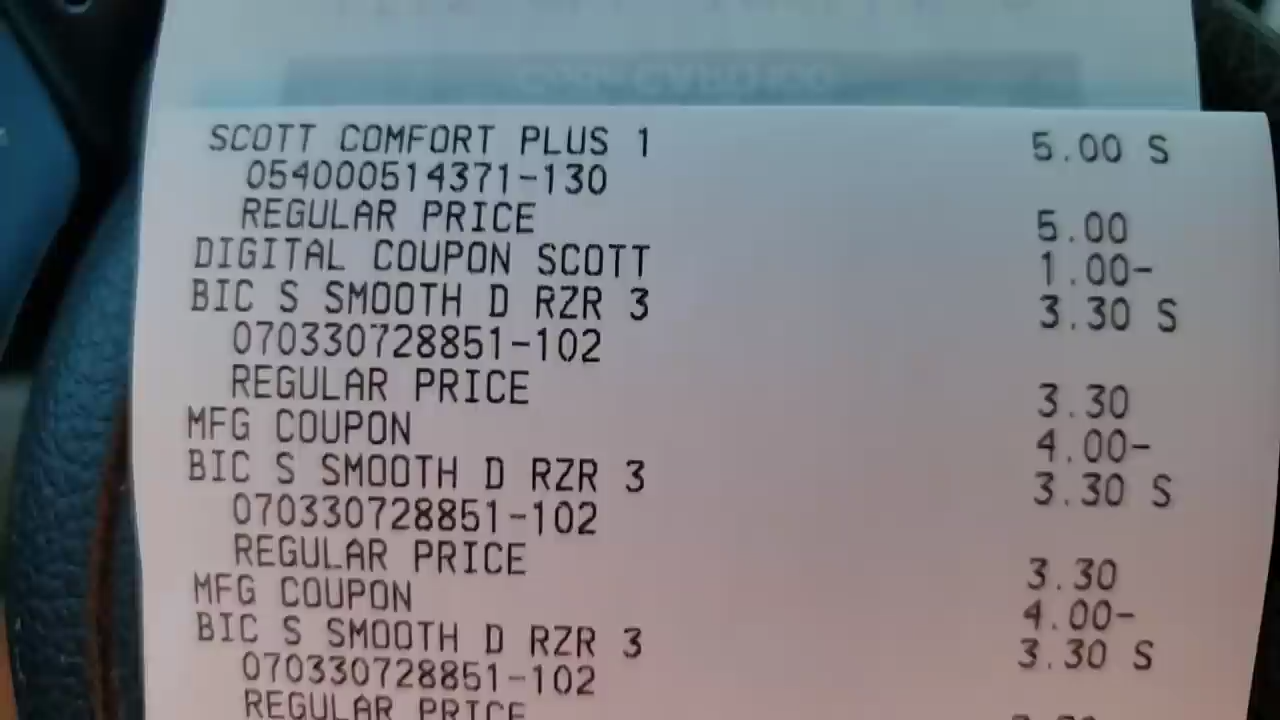 SCOTT COMFORT PLUS 1 5.00 S
054000514371-130
REGULAR PRICE 5.00
DIGITAL COUPON SCOTT 1.00-
BIC S SMOOTH D RZR 3 3.30 S
070330728851-102
REGULAR PRICE 3.30
MFG COUPON 4.00-
BIC S SMOOTH D RZR 3 3.30 S
070330728851-102
REGULAR PRICE 3.30
MFG COUPON 4.00-
BIC S SMOOTH D RZR 3 3.30 S
070330728851-102
REGULAR PRICE